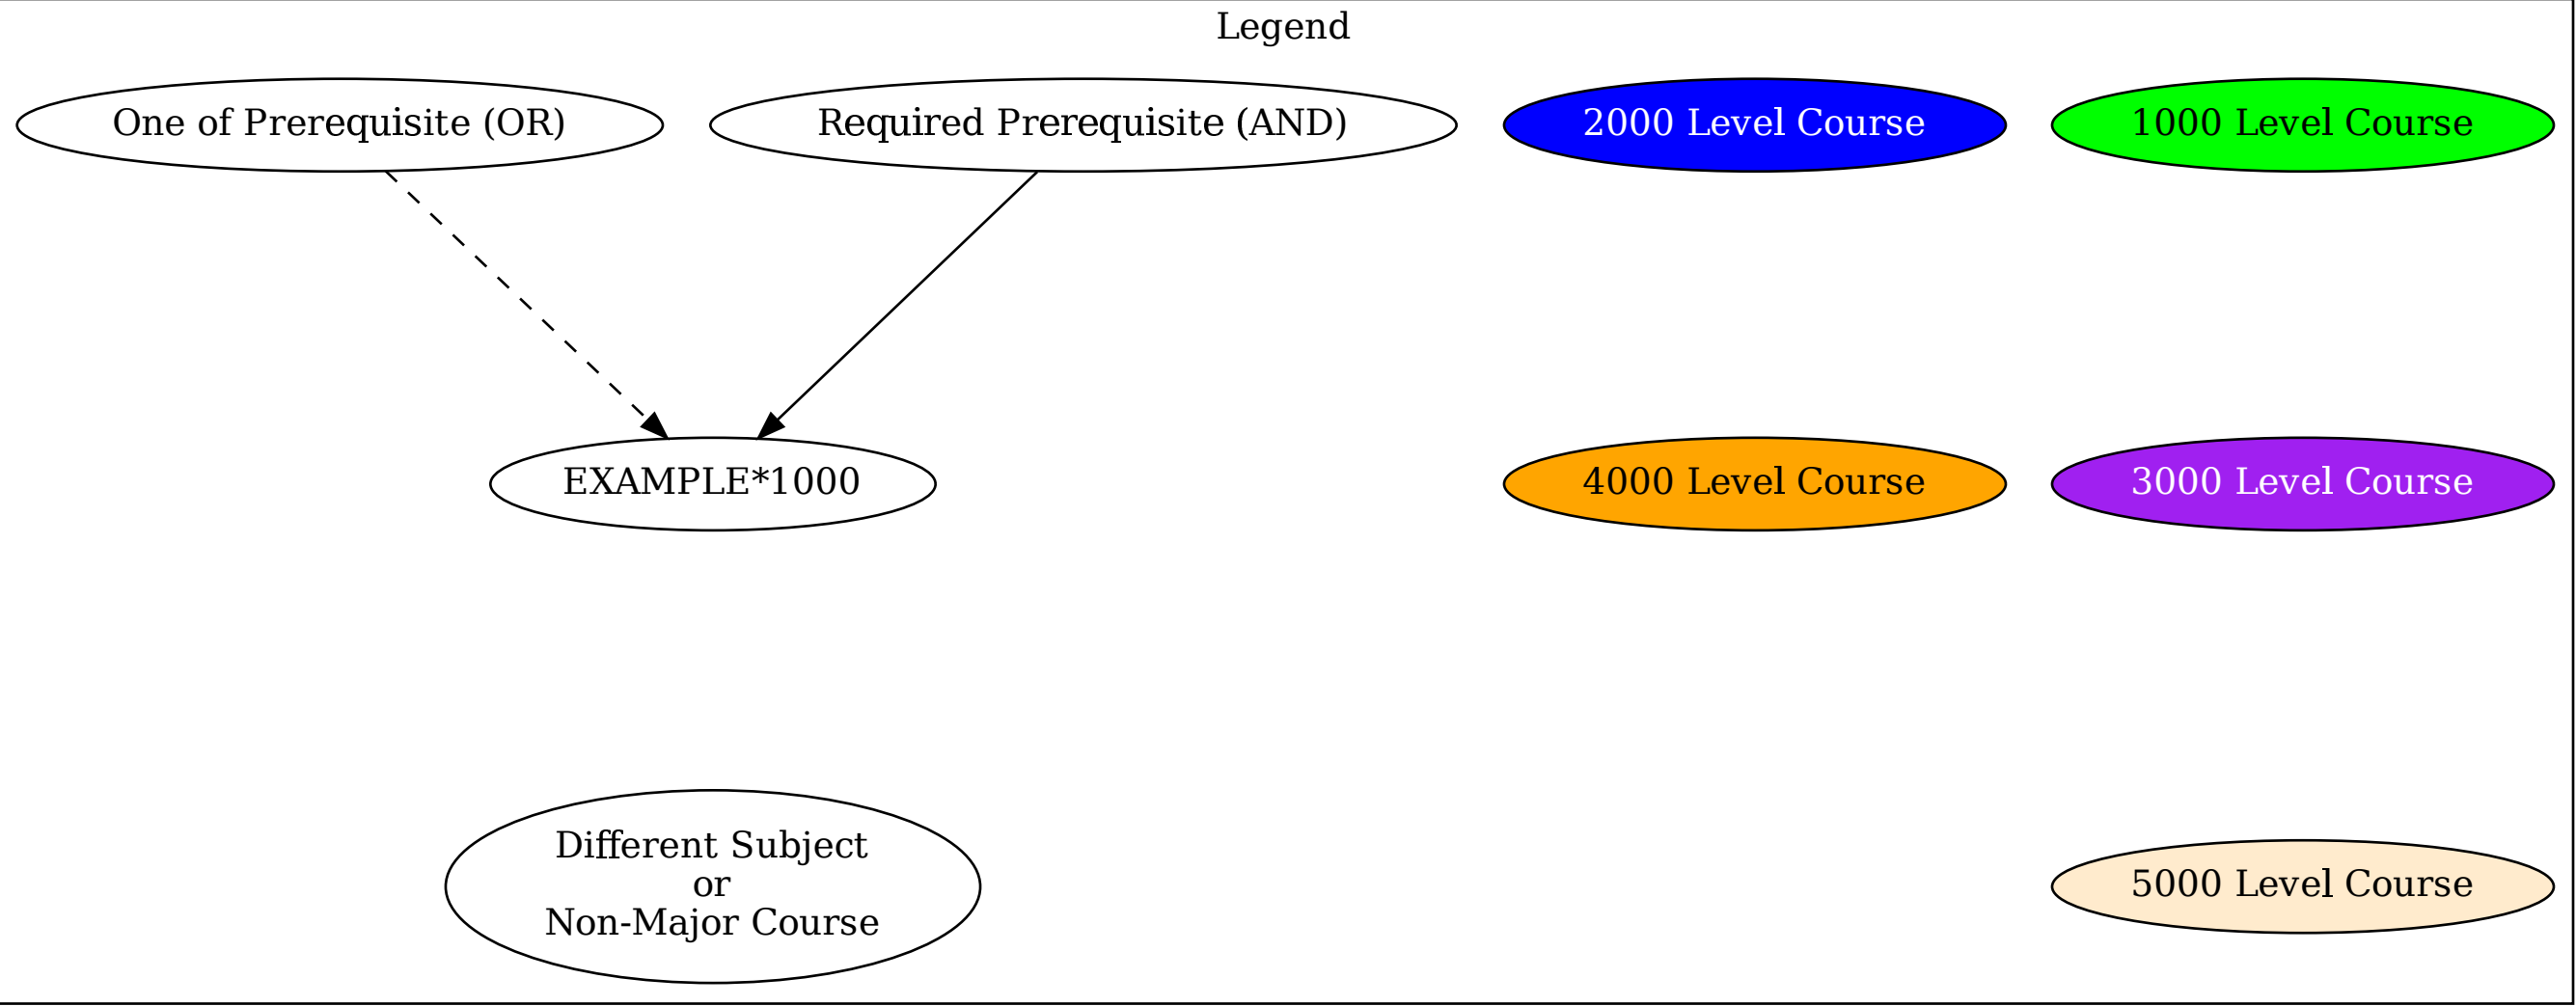 Legend
One of Prerequisite (OR)
Required Prerequisite (AND)
2000 Level Course
1000 Level Course
EXAMPLE*1000
4000 Level Course
3000 Level Course
Different Subject
or
Non-Major Course
5000 Level Course